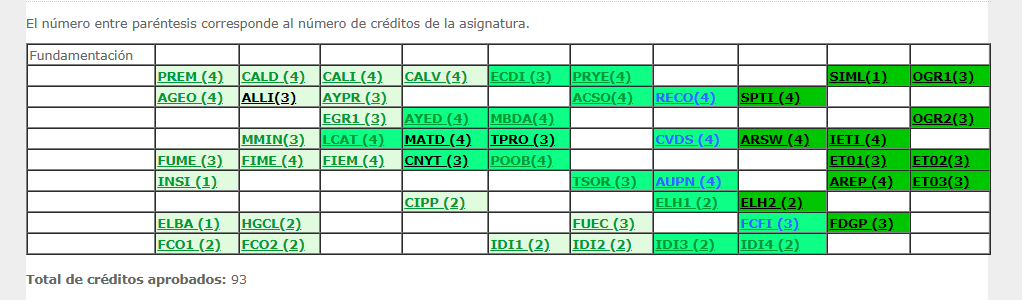 El número entre paréntesis corresponde al número de créditos de la asignatura.
Fundamentación
PREM (4) CALD (4) CALI (4) CALV (4) ECDI (3) PRYE(4) SIML(1) OGR1(3)
AGEO (4) ALLI(3) AYPR (3) ACSO(4) RECO(4) SPTI (4)
EGR1 (3) AYED (4) MBDA(4) OGR2(3)
MMIN(3) LCAT (4) MATD (4) TPRO (3) CVDS (4) ARSW (4) IETI (4)
FUME (3) FIME (4) FIEM (4) CNYT (3) POOB(4) ET01(3) ET02(3)
INSI (1) TSOR (3) AUPN (4) AREP (4) ET03(3)
CIPP (2) ELH1 (2) ELH2 (2)
ELBA (1) HGCL(2) FUEC (3) FCFI (3) FDGP (3)
FCO1 (2) FCO2 (2) IDI1 (2) IDI2 (2) IDI3 (2) IDI4 (2)
Total de créditos aprobados: 93